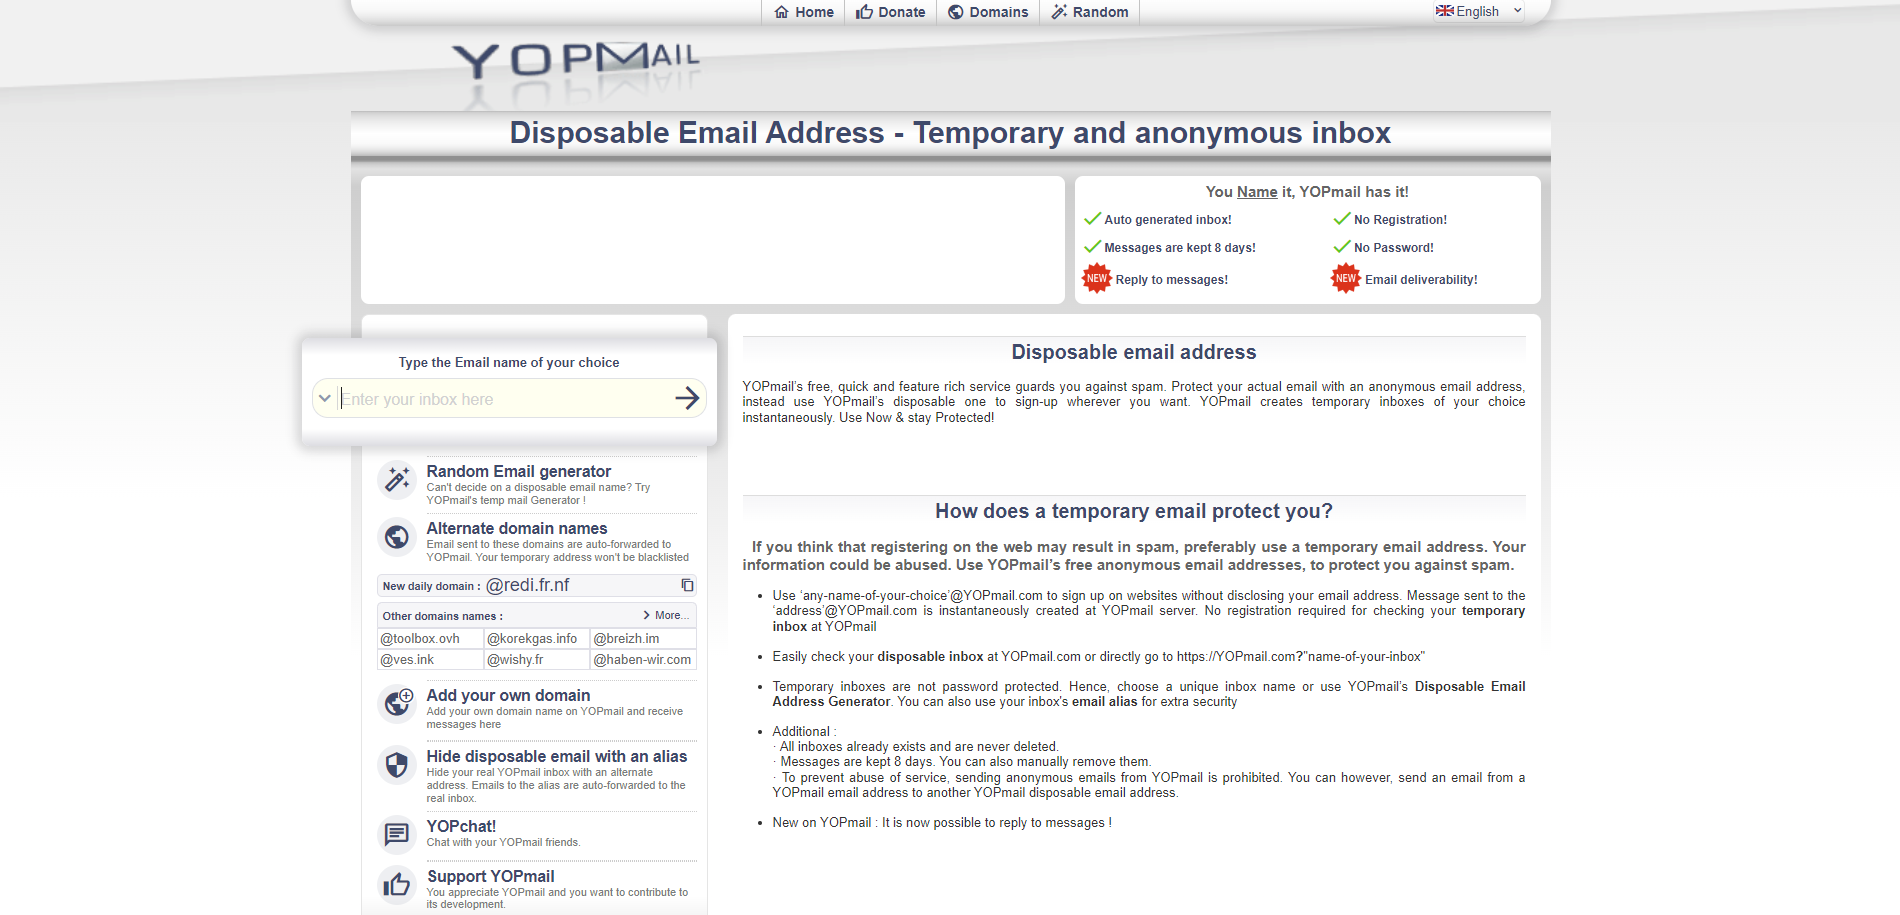 Home
Donate
Domains
Random
English
YOPMAIL
Disposable Email Address - Temporary and anonymous inbox
You Name it, YOPmail has it!
Auto generated inbox!
No Registration!
Messages are kept 8 days!
No Password!
NEW Reply to messages!
NEW Email deliverability!
Type the Email name of your choice
Enter your inbox here
Random Email generator
Can't decide on a disposable email name? Try
YOPmail's temp mail Generator !
Alternate domain names
Email sent to these domains are auto-forwarded to
YOPmail. Your temporary address won't be blacklisted
New daily domain : @redi.fr.nf
Other domains names :
More...
@toolbox.ovh
@korekgas.info
@breizh.im
@ves.ink
@wishy.fr
@haben-wir.com
Add your own domain
Add your own domain name on YOPmail and receive
messages here
Hide disposable email with an alias
Hide your real YOPmail inbox with an alternate
address. Emails to the alias are auto-forwarded to the
real inbox.
YOPchat!
Chat with your YOPmail friends.
Support YOPmail
You appreciate YOPmail and you want to contribute to
its development.
Disposable email address
YOPmail’s free, quick and feature rich service guards you against spam. Protect your actual email with an anonymous email address,
instead use YOPmail’s disposable one to sign-up wherever you want. YOPmail creates temporary inboxes of your choice
instantaneously. Use Now & stay Protected!
How does a temporary email protect you?
If you think that registering on the web may result in spam, preferably use a temporary email address. Your
information could be abused. Use YOPmail’s free anonymous email addresses, to protect you against spam.
• Use ‘any-name-of-your-choice’@YOPmail.com to sign up on websites without disclosing your email address. Message sent to the
‘address’@YOPmail.com is instantaneously created at YOPmail server. No registration required for checking your temporary
inbox at YOPmail
• Easily check your disposable inbox at YOPmail.com or directly go to https://YOPmail.com?"name-of-your-inbox"
• Temporary inboxes are not password protected. Hence, choose a unique inbox name or use YOPmail’s Disposable Email
Address Generator. You can also use your inbox's email alias for extra security
• Additional :
· All inboxes already exists and are never deleted.
· Messages are kept 8 days. You can also manually remove them.
· To prevent abuse of service, sending anonymous emails from YOPmail is prohibited. You can however, send an email from a
YOPmail email address to another YOPmail disposable email address.
• New on YOPmail : It is now possible to reply to messages !